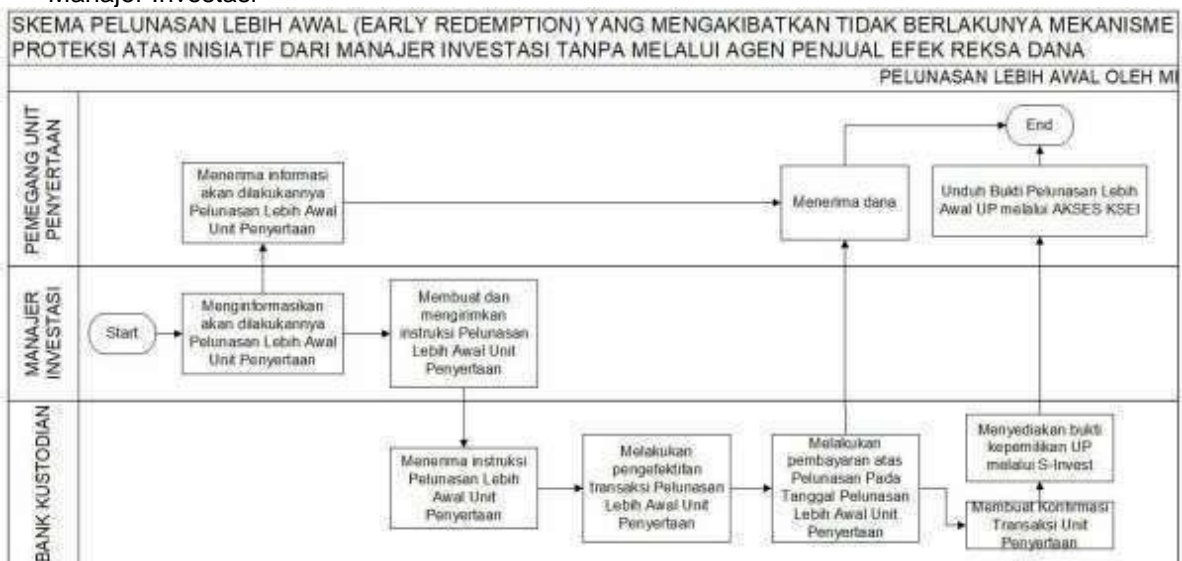 Manajer Investasi
SKEMA PELUNASAN LEBIH AWAL (EARLY REDEMPTION) YANG MENGAKIBATKAN TIDAK BERLAKUNYA MEKANISME
PROTEKSI ATAS INISIATIF DARI MANAJER INVESTASI TANPA MELALUI AGEN PENJUAL EFEK REKSA DANA
PELUNASAN LEBIH AWAL OLEH MI
PEMEGANG UNIT
PENYERTAAN
Menerima informasi
akan dilakukannya
Pelunasan Lebih Awal
Unit Penyertaan
Menerima dana
End
Unduh Bukti Pelunasan Lebih
Awal UP melalui AKSES KSEI
MANAJER
INVESTASI
Start
Menginformasikan
akan dilakukannya
Pelunasan Lebih Awal
Unit Penyertaan
Membuat dan
mengirimkan
instruksi Pelunasan
Lebih Awal Unit
Penyertaan
BANK KUSTODIAN
Menerima instruksi
Pelunasan Lebih
Awal Unit
Penyertaan
Melakukan
pengefektifan
transaksi Pelunasan
Lebih Awal Unit
Penyertaan
Melakukan
pembayaran atas
Pelunasan Pada
Tanggal Pelunasan
Lebih Awal Unit
Penyertaan
Menyediakan bukti
kepemilikan UP
melalui S-Invest
Membuat Konfirmasi
Transaksi Unit
Penyertaan